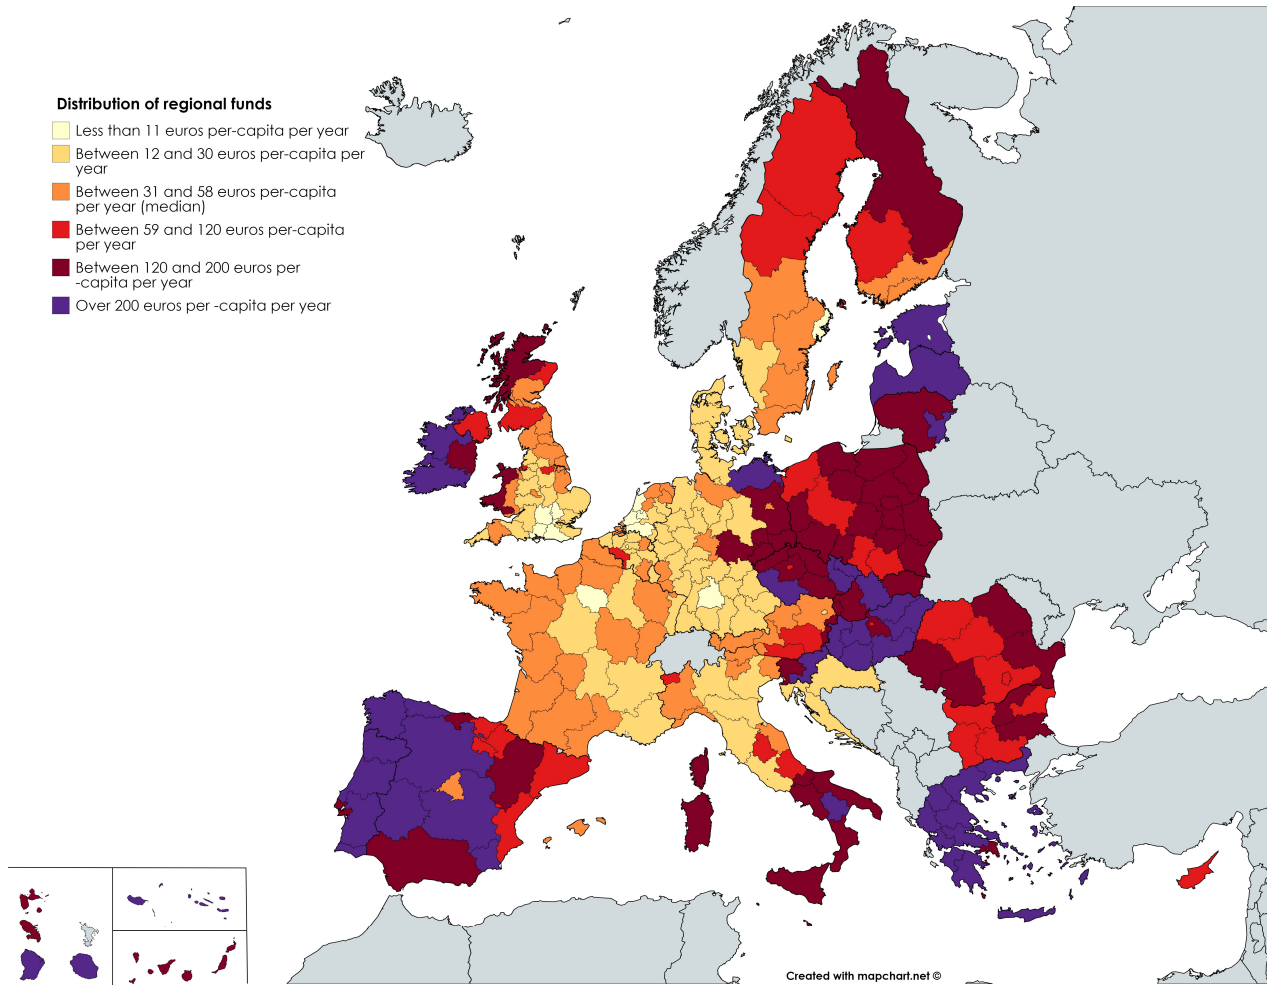 Distribution of regional funds
Less than 11 euros per-capita per year
Between 12 and 30 euros per-capita per
year
Between 31 and 58 euros per-capita
per year (median)
Between 59 and 120 euros per-capita
per year
Between 120 and 200 euros per
-capita per year
Over 200 euros per -capita per year
Created with mapchart.net ©